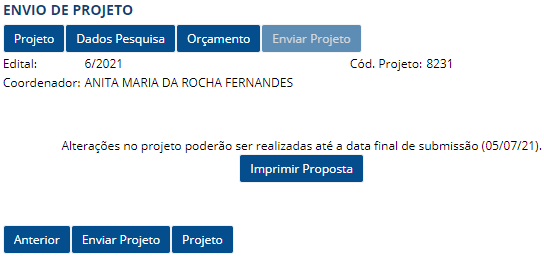 ENVIO DE PROJETO
Projeto Dados Pesquisa Orçamento Enviar Projeto
Edital: 6/2021 Cód. Projeto: 8231
Coordenador: ANITA MARIA DA ROCHA FERNANDES
Alterações no projeto poderão ser realizadas até a data final de submissão (05/07/21).
Imprimir Proposta
Anterior Enviar Projeto Projeto